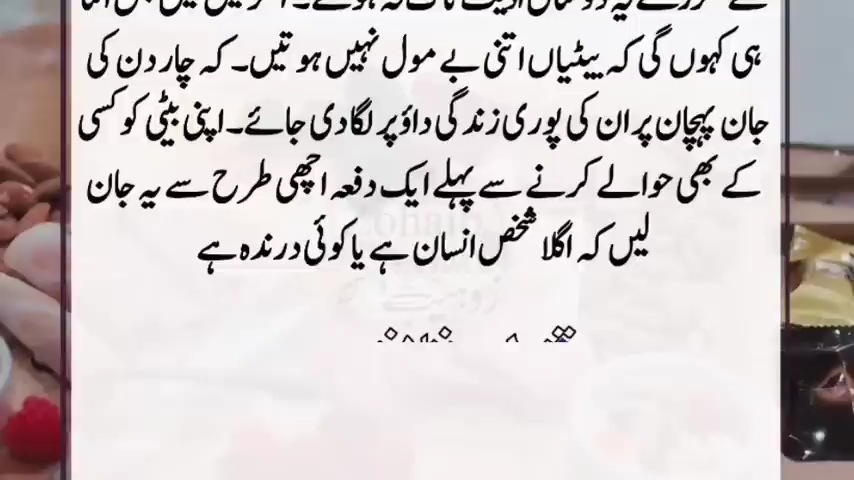 ہی کہوں گی کہ بیٹیاں اتنی بے مول نہیں ہوتیں۔ کہ چار دن کی
جان پہچان پر ان کی پوری زندگی داؤ پر لگا دی جائے۔ اپنی بیٹی کو کسی
کے بھی حوالے کرنے سے پہلے ایک دفعہ اچھی طرح سے یہ جان
لیں کہ اگلا شخص انسان ہے یا کوئی درندہ ہے
Zohaib
زوہیب